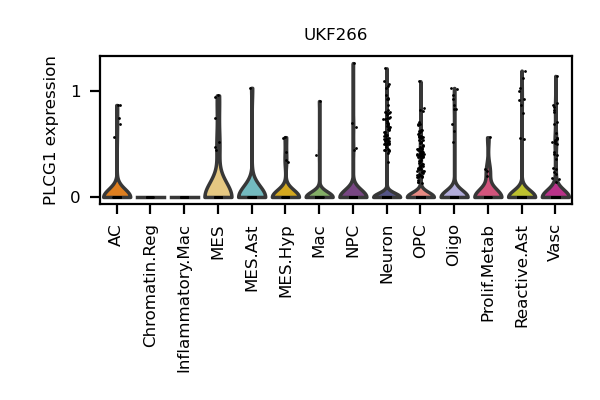 UKF266
PLCG1 expression
1
0
AC
Chromatin.Reg
Inflammatory.Mac
MES
MES.Ast
MES.Hyp
Mac
NPC
Neuron
OPC
Oligo
Prolif.Metab
Reactive.Ast
Vasc